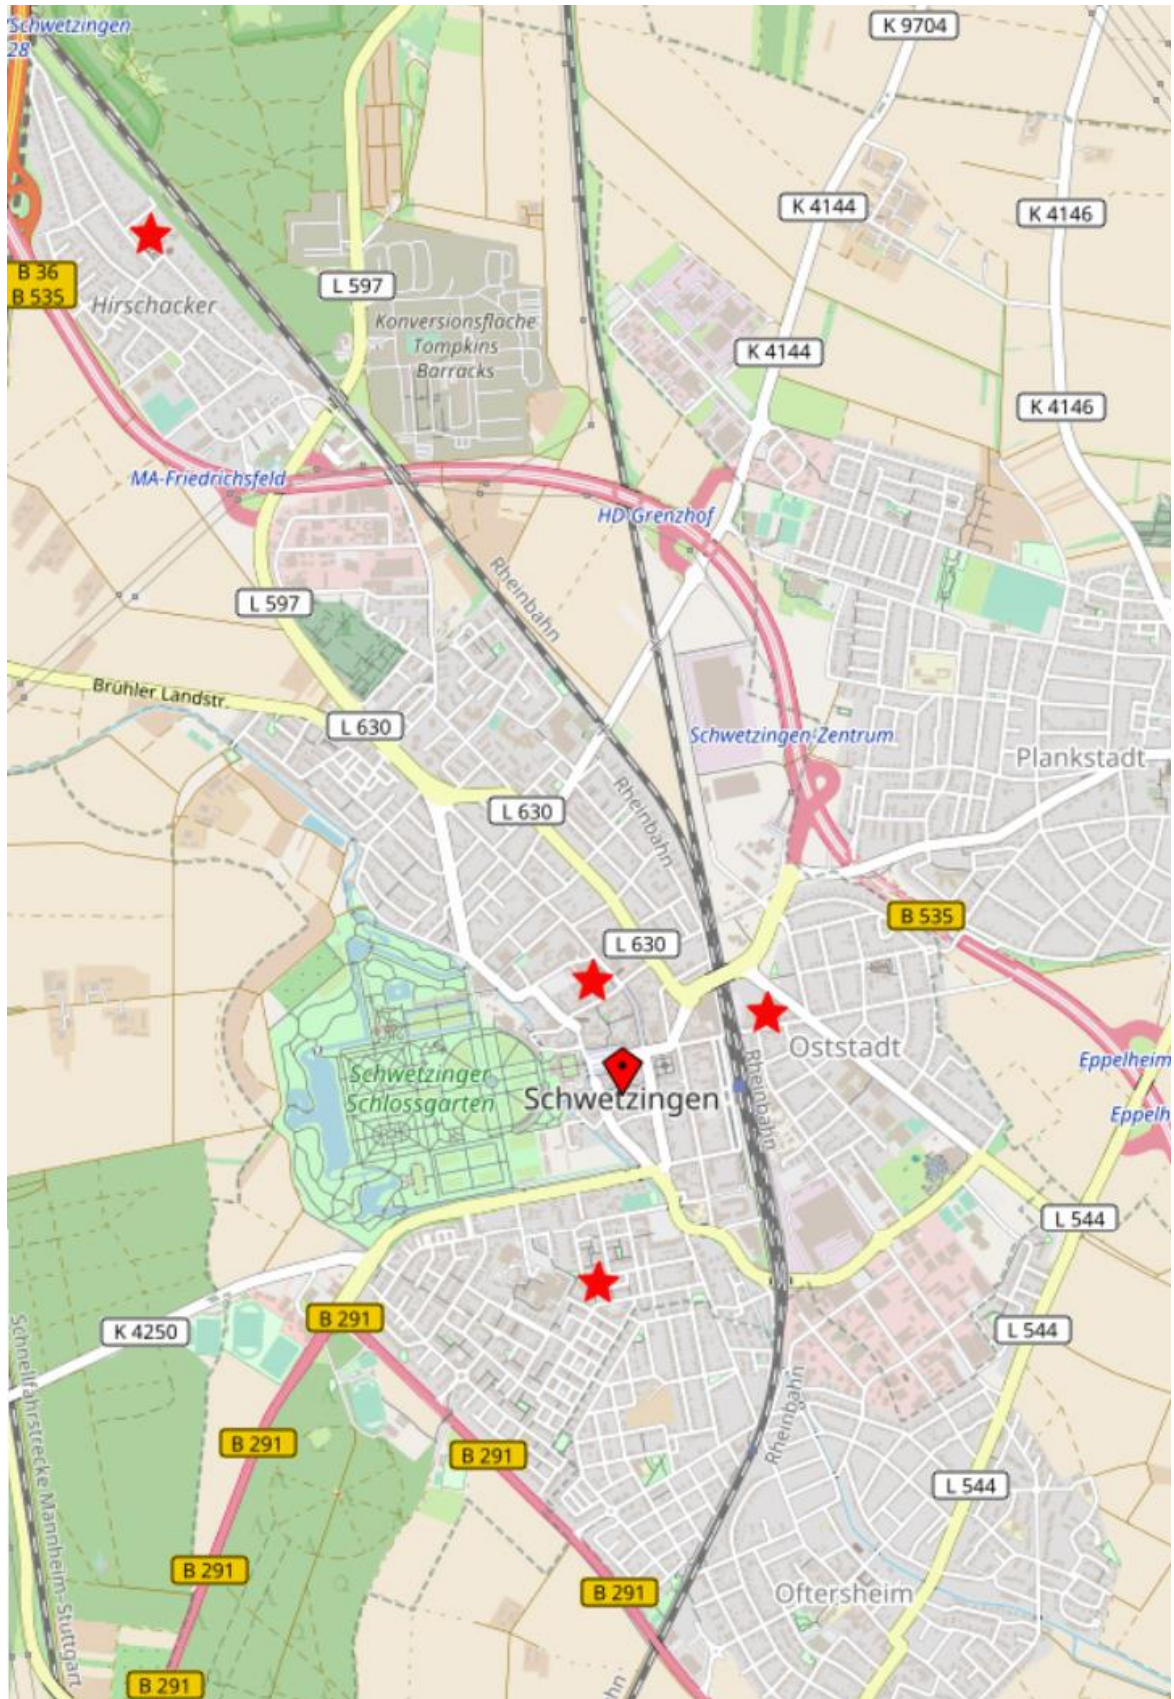 Schwetzingen
28
K 9704
K 4144
K 4146
B 36
B 535
L 597
Hirschacker
Konversionsfläche
Tompkins
Barracks
K 4144
K 4146
MA-Friedrichsfeld
HD-Grenzhof
Rheinbahn
L 597
Brühler Landstr.
L 630
Schwetzingen-Zentrum
Plankstadt
Rheinbahn
L 630
B 535
L 630
Oststadt
Eppelheim
Schwetzinger
Schlossgarten
Schwetzingen
Rheinbahn
Eppelh
L 544
B 291
K 4250
L 544
Schnellfahrstrecke Mannheim-Stuttgart
Rheinbahn
B 291
B 291
L 544
B 291
B 291
Oftersheim
B 291
hn